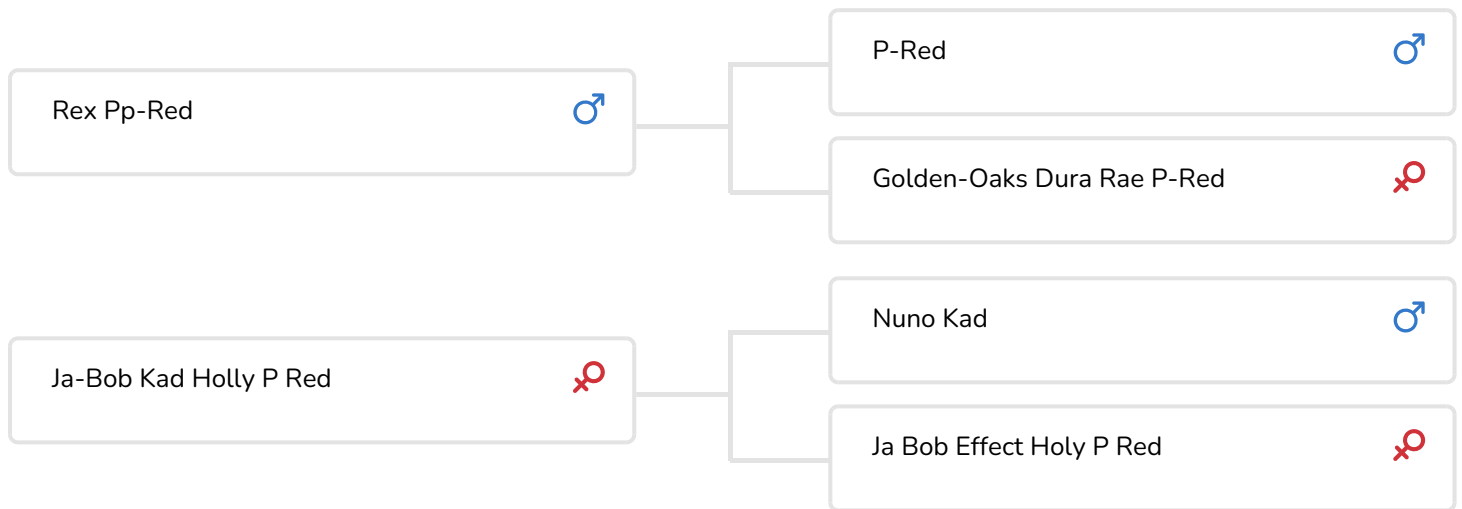 P-Red
Rex Pp-Red
Golden-Oaks Dura Rae P-Red
Nuno Kad
Ja-Bob Kad Holly P Red
Ja Bob Effect Holy P Red